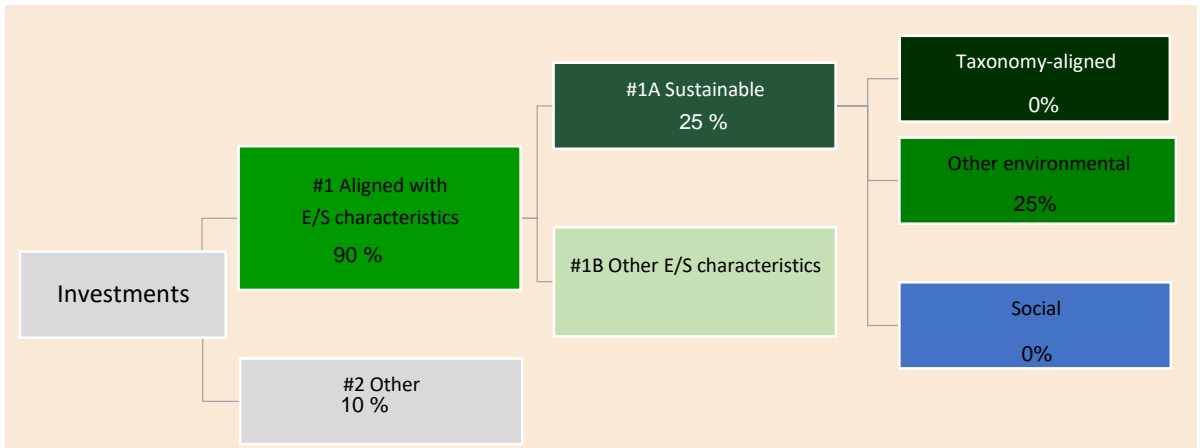 Investments
#1 Aligned with
E/S characteristics
90 %
#2 Other
10 %
#1A Sustainable
25 %
#1B Other E/S characteristics
Taxonomy-aligned
0%
Other environmental
25%
Social
0%